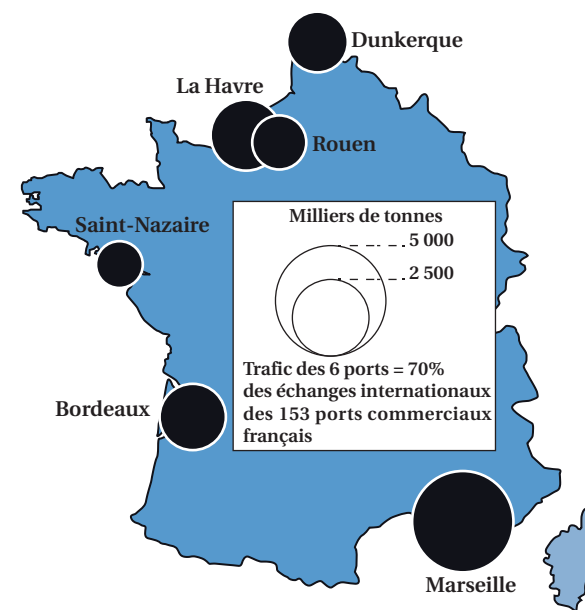 Dunkerque
La Havre
Rouen
Saint-Nazaire
Milliers de tonnes
5 000
2 500
Trafic des 6 ports = 70%
des échanges internationaux
des 153 ports commerciaux
français
Bordeaux
Marseille